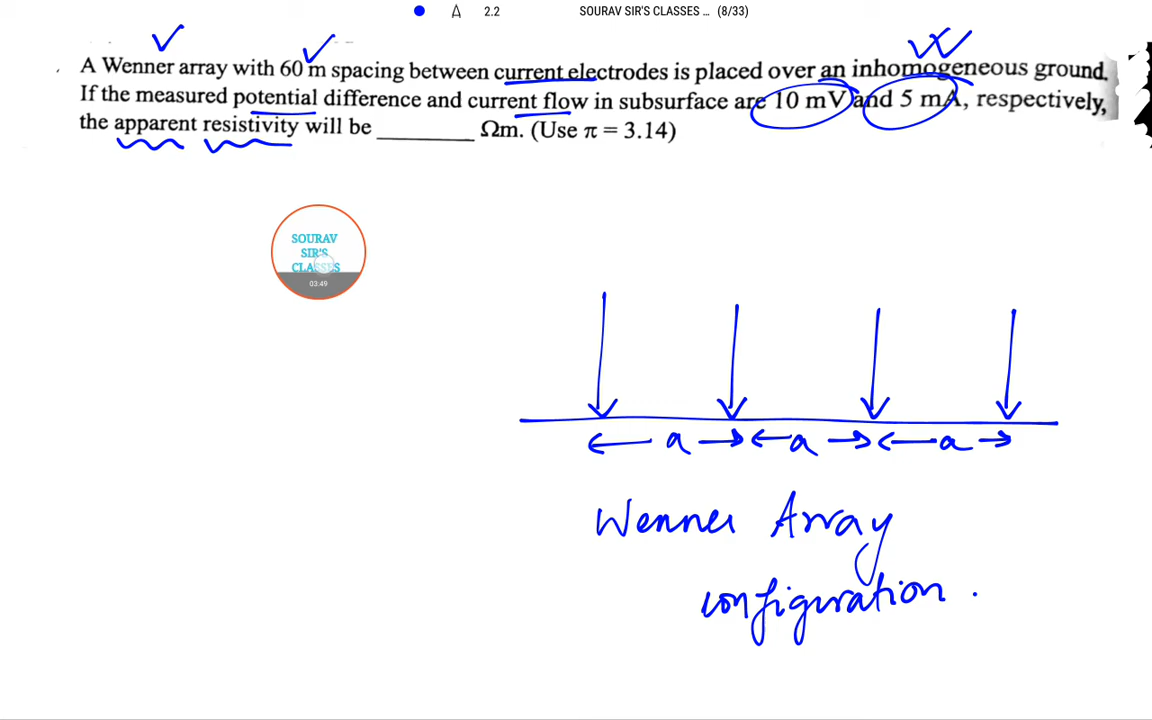 2.2 SOURAV SIR'S CLASSES ... (8/33)
A Wenner array with 60 m spacing between current electrodes is placed over an inhomogeneous ground.
If the measured potential difference and current flow in subsurface are 10 mV and 5 mA, respectively,
the apparent resistivity will be ________ Ωm. (Use π = 3.14)
SOURAV
SIR'S
CLASSES
03:49
a a a
Wenner Array
configuration.